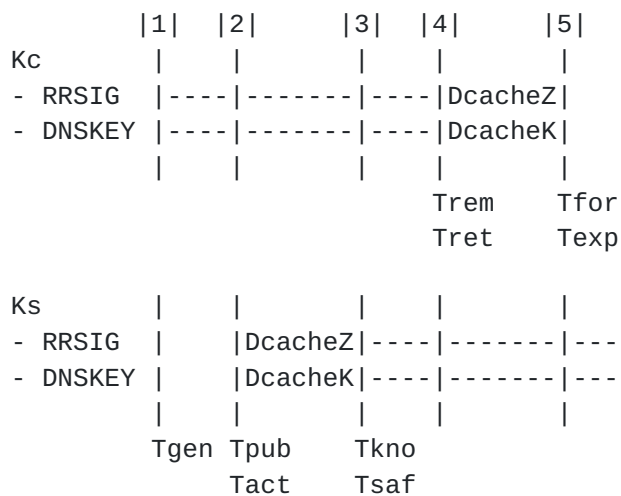 |1|  |2|     |3|  |4|     |5|
Kc       |    |       |    |       |
- RRSIG  |----|-------|----|DcacheZ|
- DNSKEY |----|-------|----|DcacheK|
         |    |       |    |       |
                           Trem    Tfor
                           Tret    Texp
Ks       |    |       |    |       |
- RRSIG  |    |DcacheZ|----|-------|---
- DNSKEY |    |DcacheK|----|-------|---
         |    |       |    |       |
         Tgen Tpub    Tkno
              Tact    Tsaf